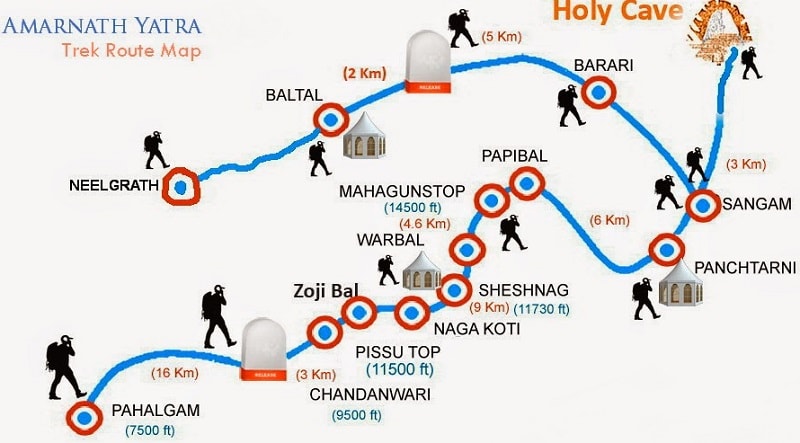 AMARNATH YATRA
Trek Route Map
Holy Cave
(5 Km)
(2 Km)
BARARI
BALTAL
NEELGRATH
PAPIBAL
(3 Km)
MAHAGUNSTOP
(14500 ft)
SANGAM
(4.6 Km)
(6 Km)
WARBAL
PANCHTARNI
Zoji Bal
SHESHNAG
(9 Km) (11730 ft)
NAGA KOTI
PISSU TOP
(11500 ft)
(16 Km)
(3 Km)
CHANDANWARI
(9500 ft)
PAHALGAM
(7500 ft)